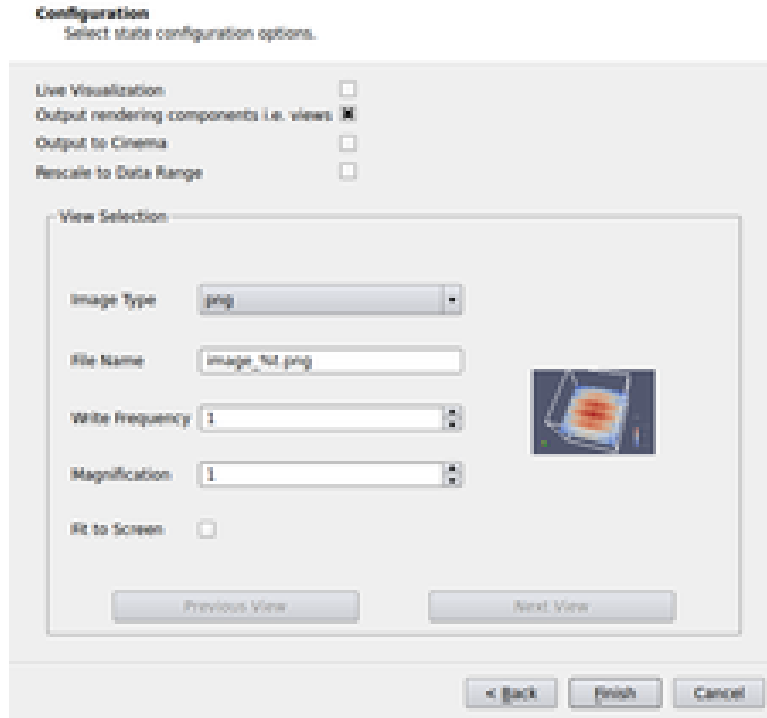 Configuration
Select state configuration options.
Live Visualization
Output rendering components i.e. views
Output to Cinema
Rescale to Data Range
View Selection
Image Type png
File Name image_%t.png
Write Frequency 1
Magnification 1
Fit to Screen
Previous View Next View
< Back Finish Cancel